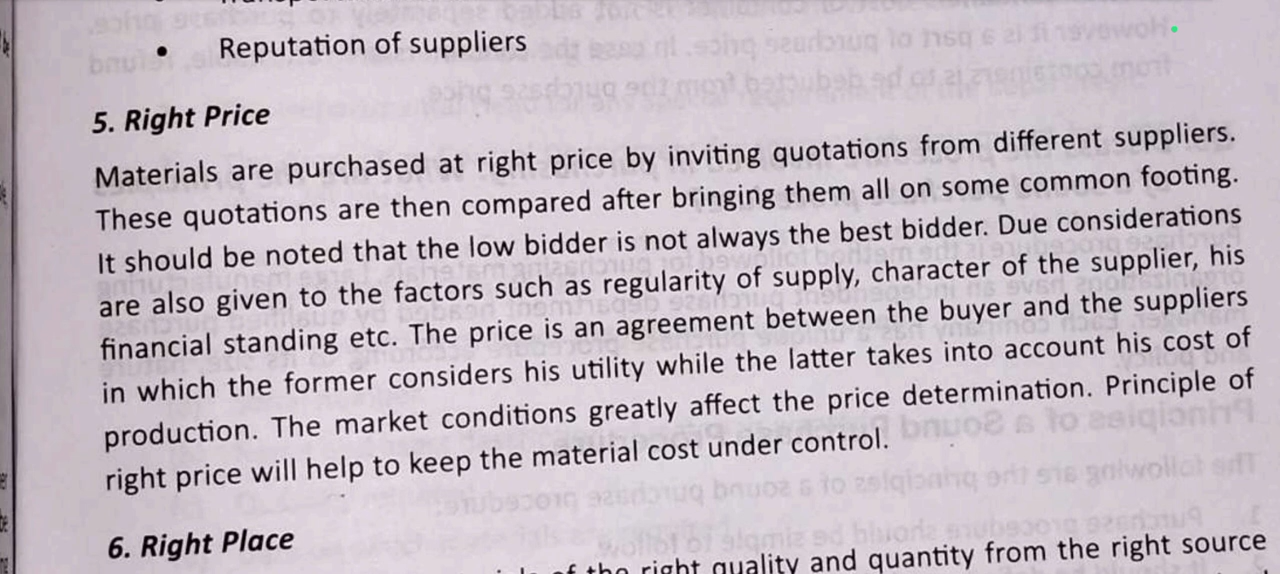 • Reputation of suppliers
5. Right Price
Materials are purchased at right price by inviting quotations from different suppliers.
These quotations are then compared after bringing them all on some common footing.
It should be noted that the low bidder is not always the best bidder. Due considerations
are also given to the factors such as regularity of supply, character of the supplier, his
financial standing etc. The price is an agreement between the buyer and the suppliers
in which the former considers his utility while the latter takes into account his cost of
production. The market conditions greatly affect the price determination. Principle of
right price will help to keep the material cost under control.
6. Right Place
of the right quality and quantity from the right source